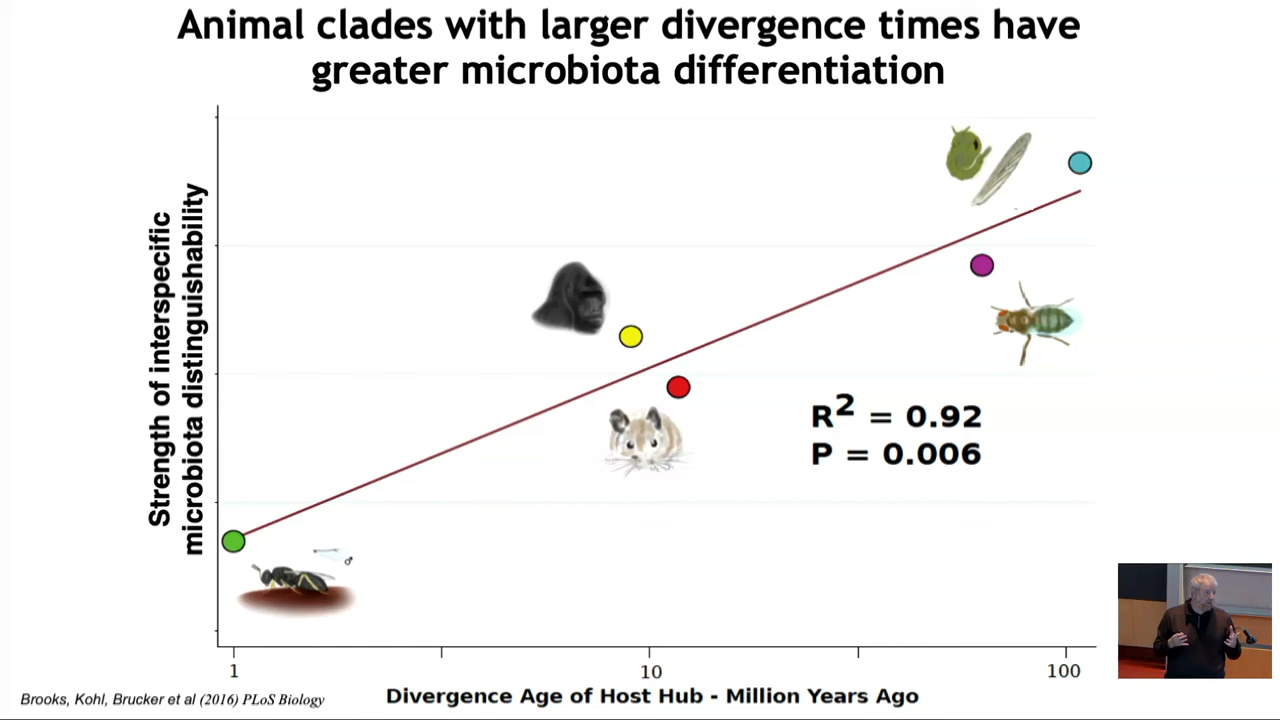 Animal clades with larger divergence times have
greater microbiota differentiation
Strength of interspecific
microbiota distinguishability
R² = 0.92
P = 0.006
♂
1
10
100
Divergence Age of Host Hub - Million Years Ago
Brooks, Kohl, Brucker et al (2016) PLoS Biology